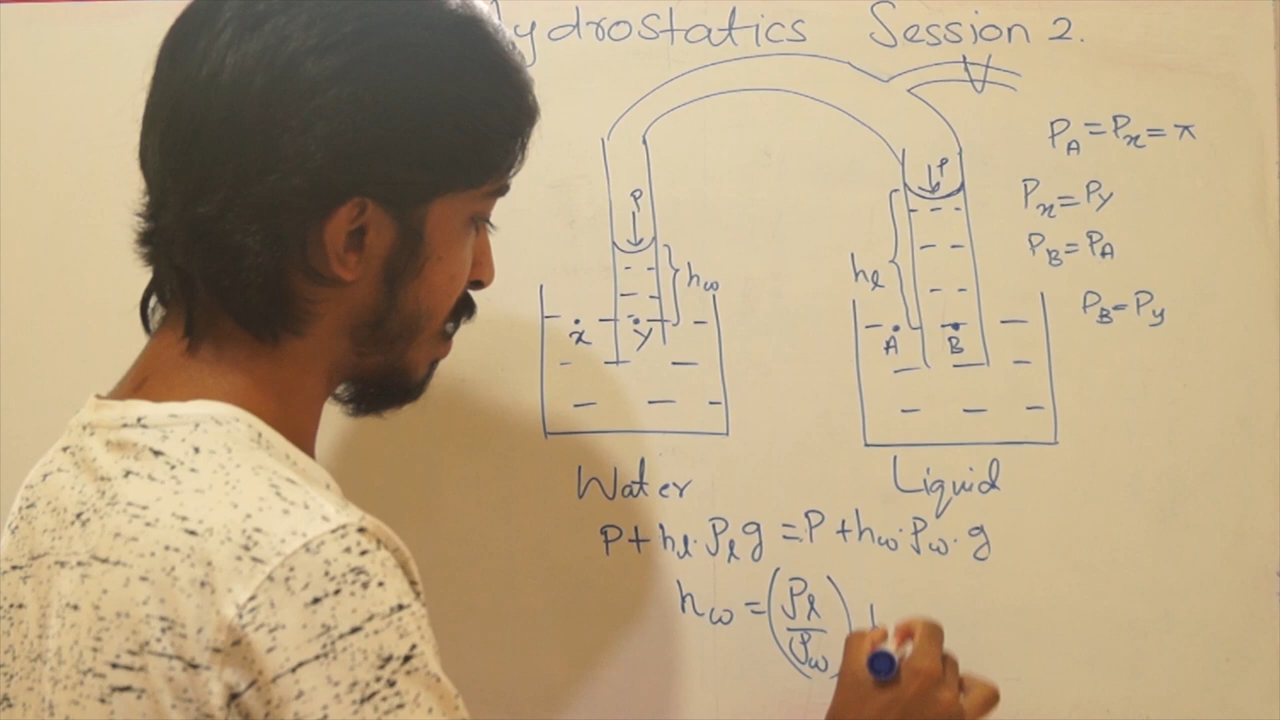 ydrostatics Session 2.
P_A = P_x = π
P_x = P_y
P_B = P_A
P_B = P_y
P
P
h_w
h_l
x
y
A
B
Water
Liquid
P + h_l · ρ_l g = P + h_w · ρ_w · g
h_w = (ρ_l / ρ_w)